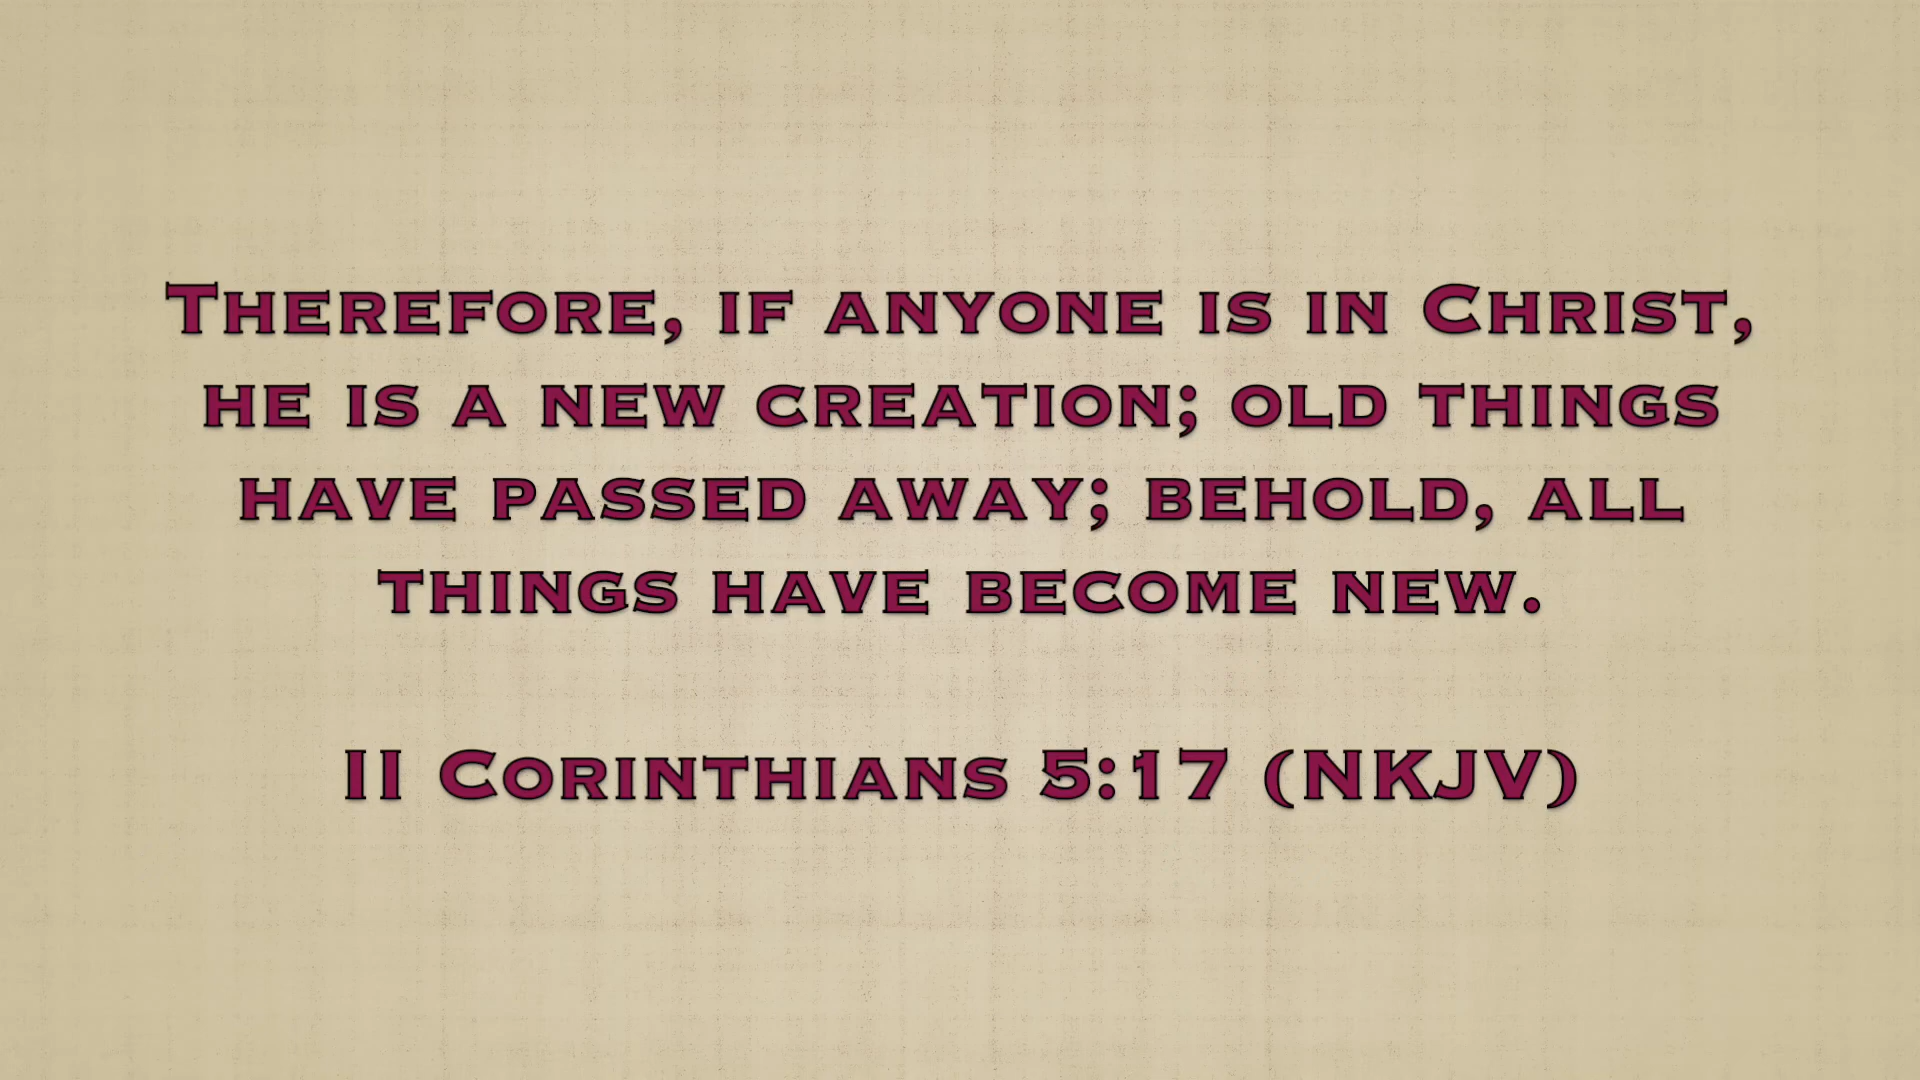 Therefore, if anyone is in Christ,
he is a new creation; old things
have passed away; behold, all
things have become new.
II Corinthians 5:17 (NKJV)